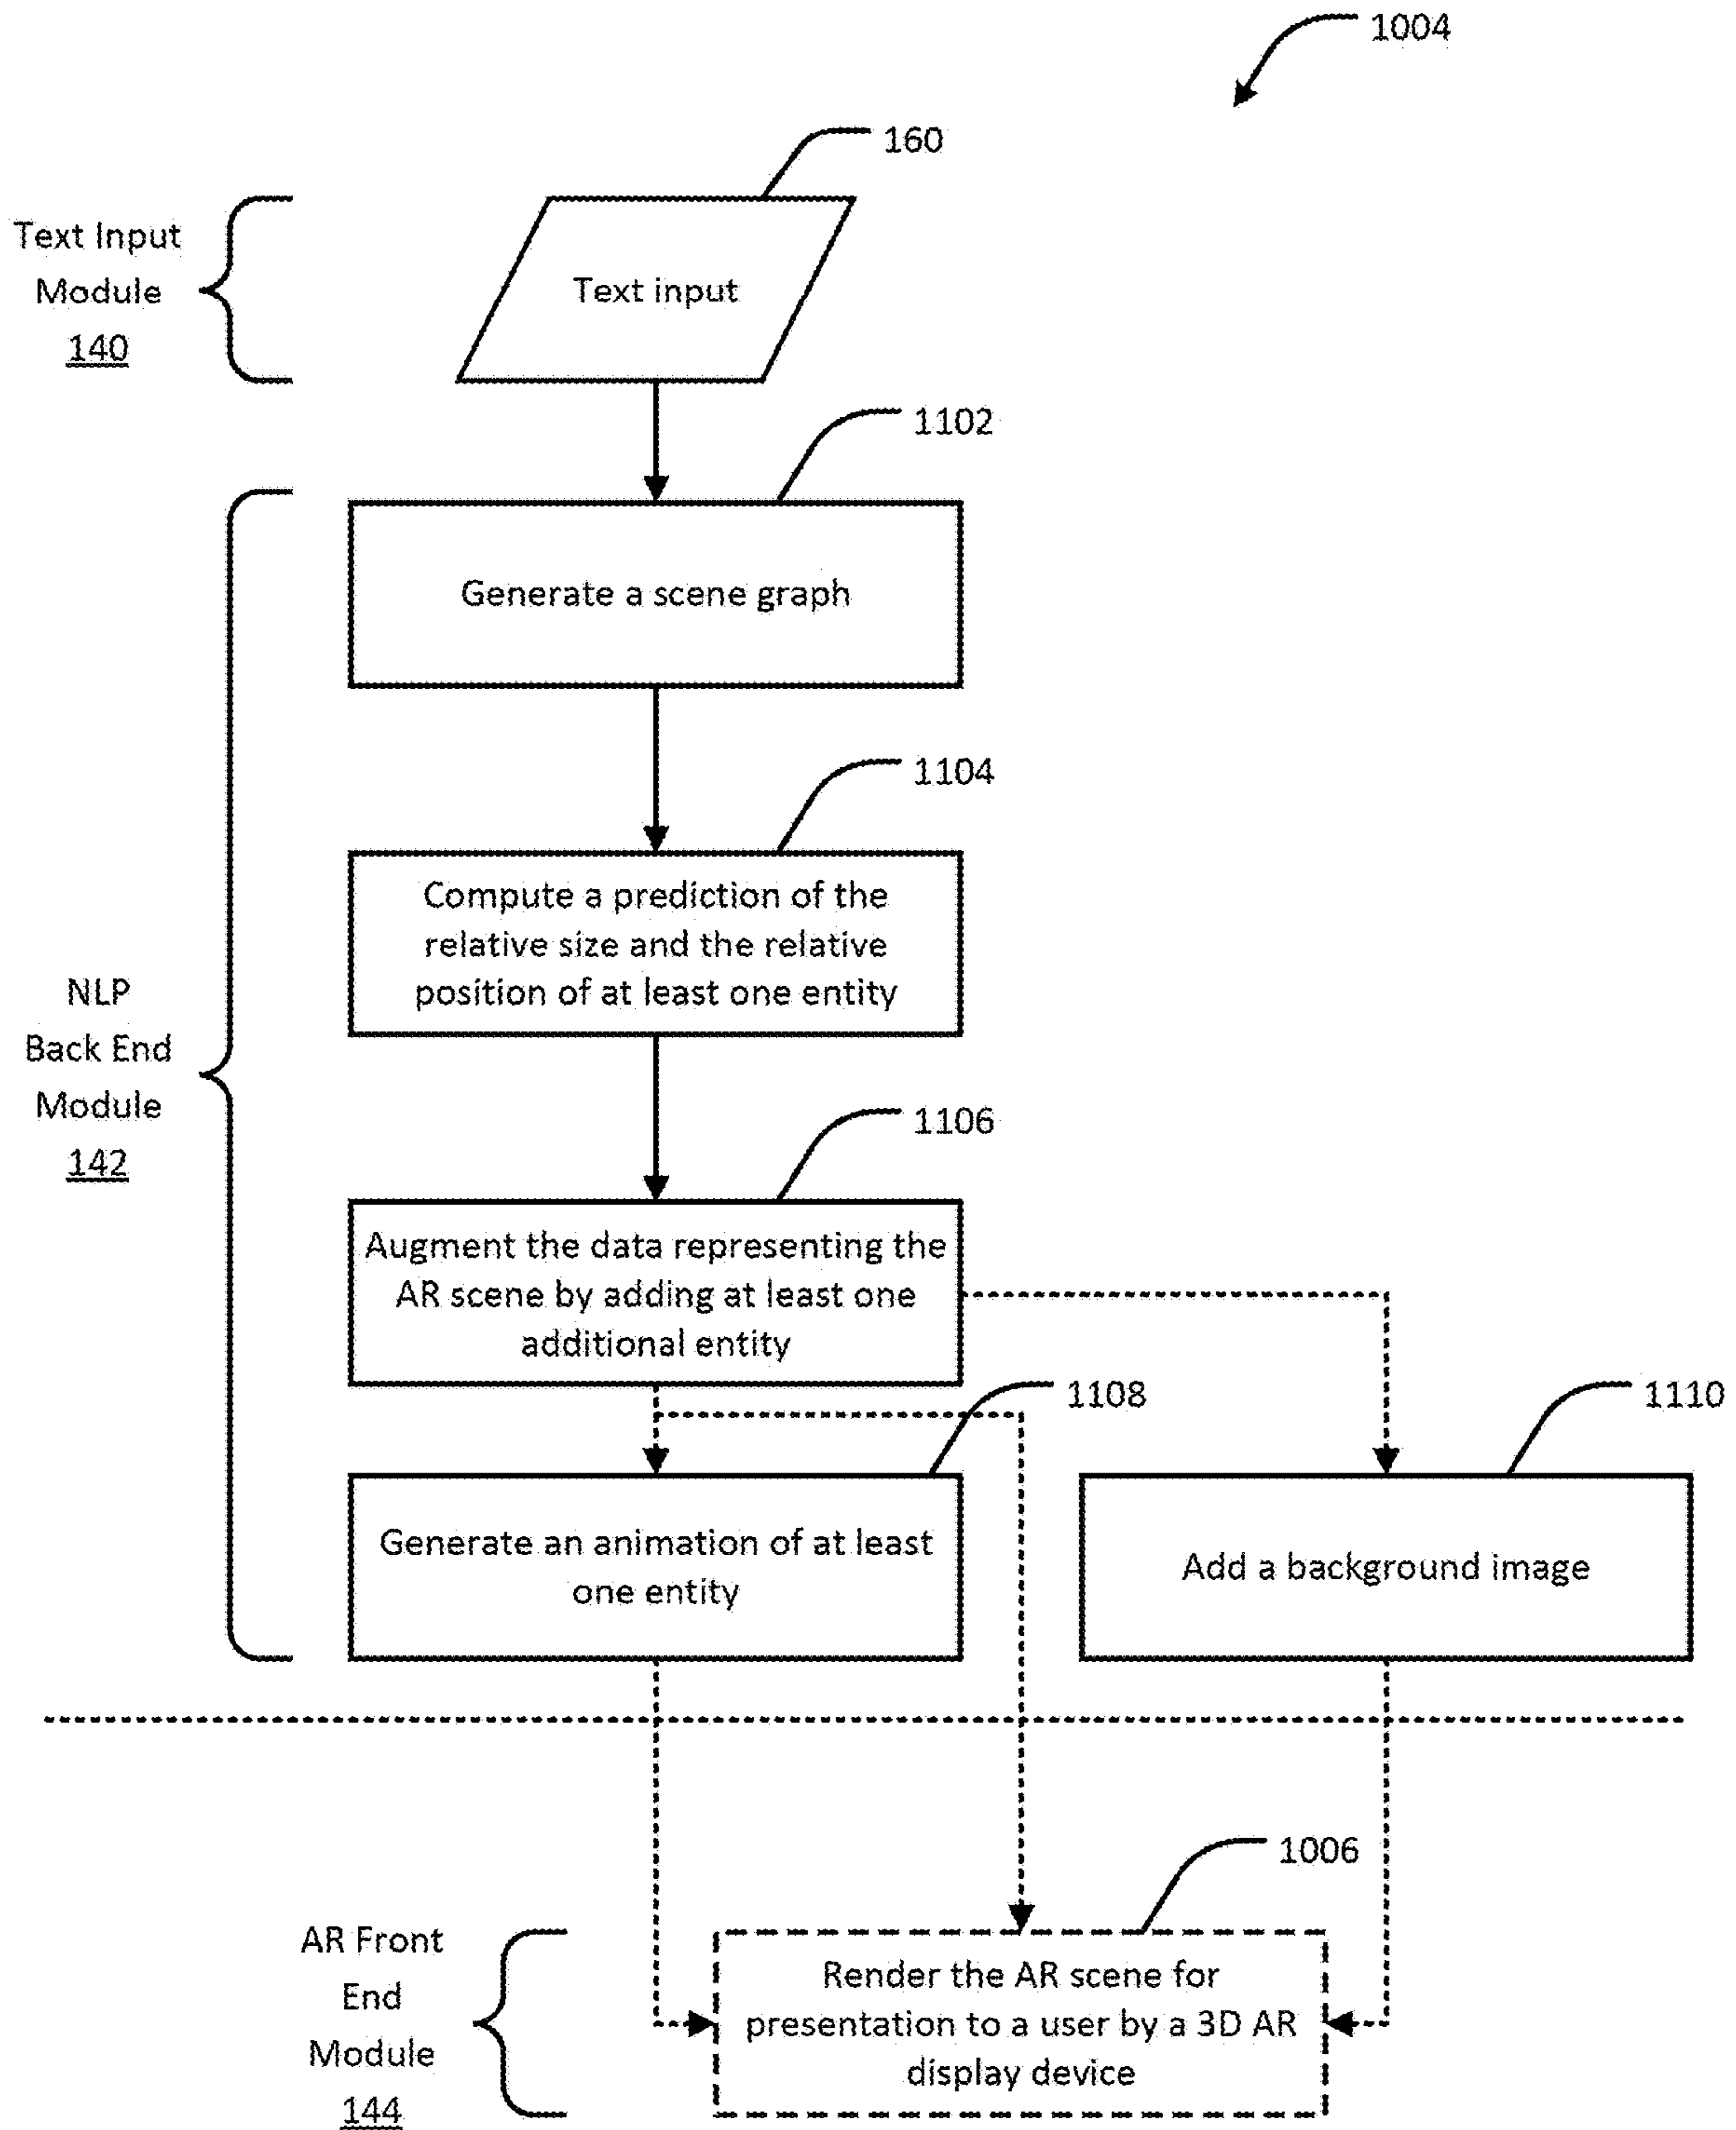 1004
160
Text Input
Module
140
Text input
1102
Generate a scene graph
1104
Compute a prediction of the
relative size and the relative
position of at least one entity
NLP
Back End
Module
142
1106
Augment the data representing the
AR scene by adding at least one
additional entity
1108
1110
Generate an animation of at least
one entity
Add a background image
1006
AR Front
End
Module
144
Render the AR scene for
presentation to a user by a 3D AR
display device